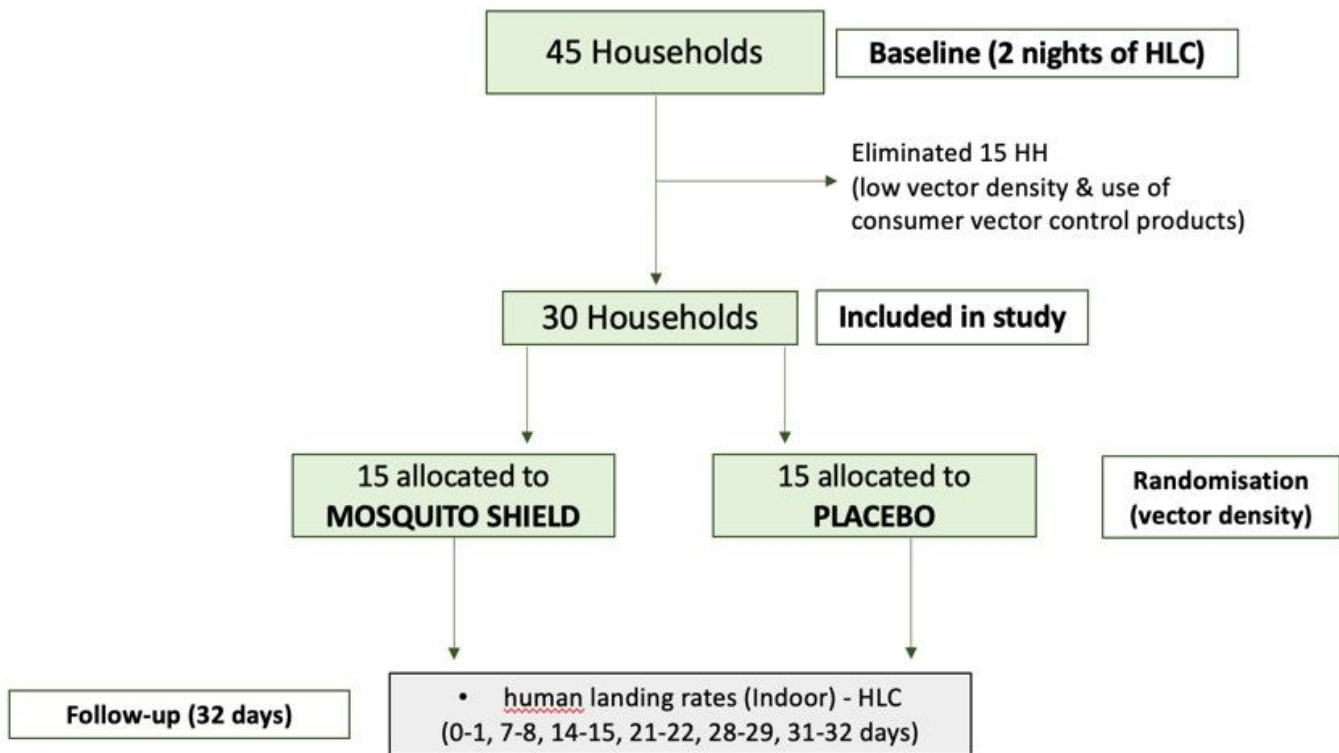 45 Households
Baseline (2 nights of HLC)
Eliminated 15 HH
(low vector density & use of
consumer vector control products)
30 Households
Included in study
15 allocated to
MOSQUITO SHIELD
15 allocated to
PLACEBO
Randomisation
(vector density)
Follow-up (32 days)
• human landing rates (Indoor) - HLC
(0-1, 7-8, 14-15, 21-22, 28-29, 31-32 days)